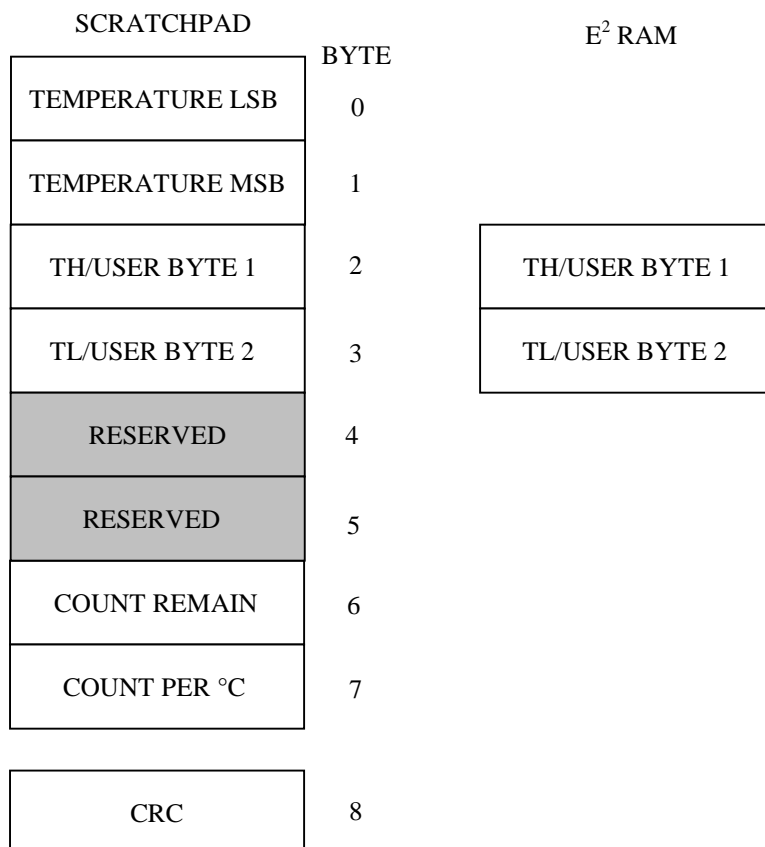 SCRATCHPAD
BYTE
E² RAM
TEMPERATURE LSB 0
TEMPERATURE MSB 1
TH/USER BYTE 1 2 TH/USER BYTE 1
TL/USER BYTE 2 3 TL/USER BYTE 2
RESERVED 4
RESERVED 5
COUNT REMAIN 6
COUNT PER °C 7
CRC 8